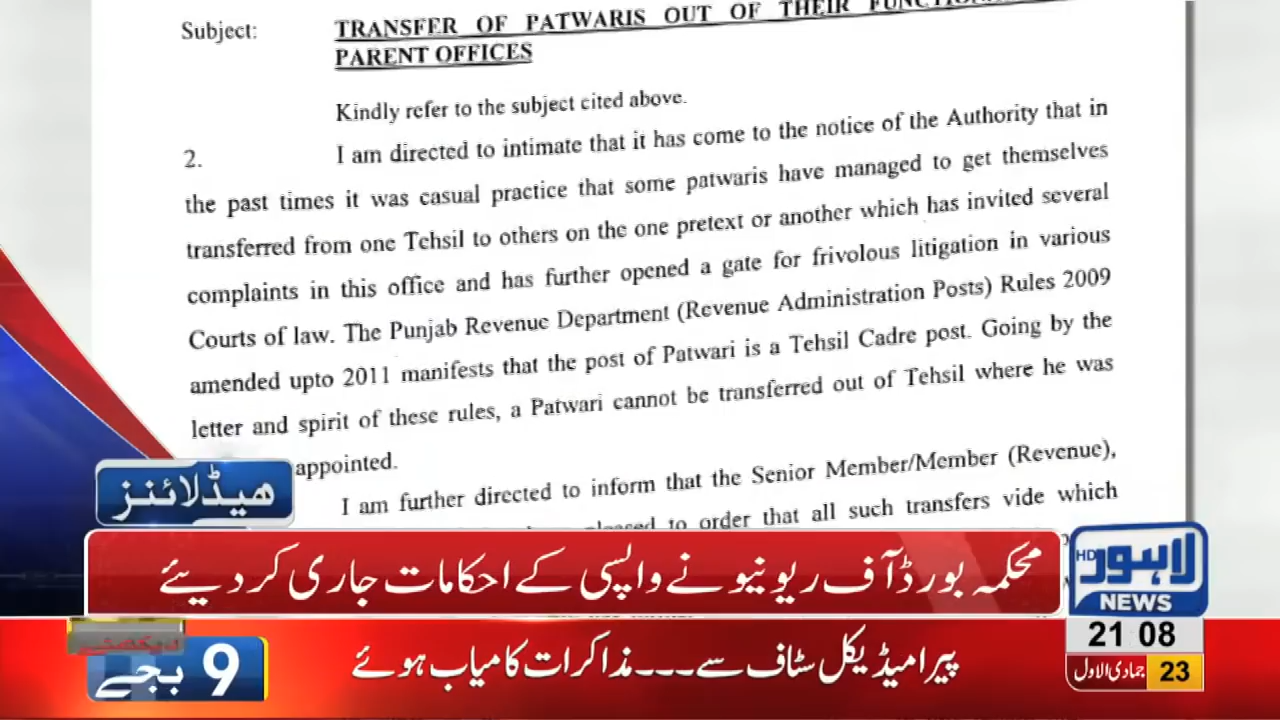 Subject: TRANSFER OF PATWARIS OUT OF THEIR
PARENT OFFICES
Kindly refer to the subject cited above.
2. I am directed to intimate that it has come to the notice of the Authority that in
the past times it was casual practice that some patwaris have managed to get themselves
transferred from one Tehsil to others on the one pretext or another which has invited several
complaints in this office and has further opened a gate for frivolous litigation in various
Courts of law. The Punjab Revenue Department (Revenue Administration Posts) Rules 2009
amended upto 2011 manifests that the post of Patwari is a Tehsil Cadre post. Going by the
letter and spirit of these rules, a Patwari cannot be transferred out of Tehsil where he was
appointed.
I am further directed to inform that the Senior Member/Member (Revenue),
to order that all such transfers vide which
ھیڈلائنز
محکمہ بورڈ آف ریونیو نے واپسی کے احکامات جاری کر دیئے
HD لاہور
NEWS
21 08
23 جمادی الاول
9 بجے
پیرا میڈیکل سٹاف سے۔۔۔مذاکرات کامیاب ہوئے